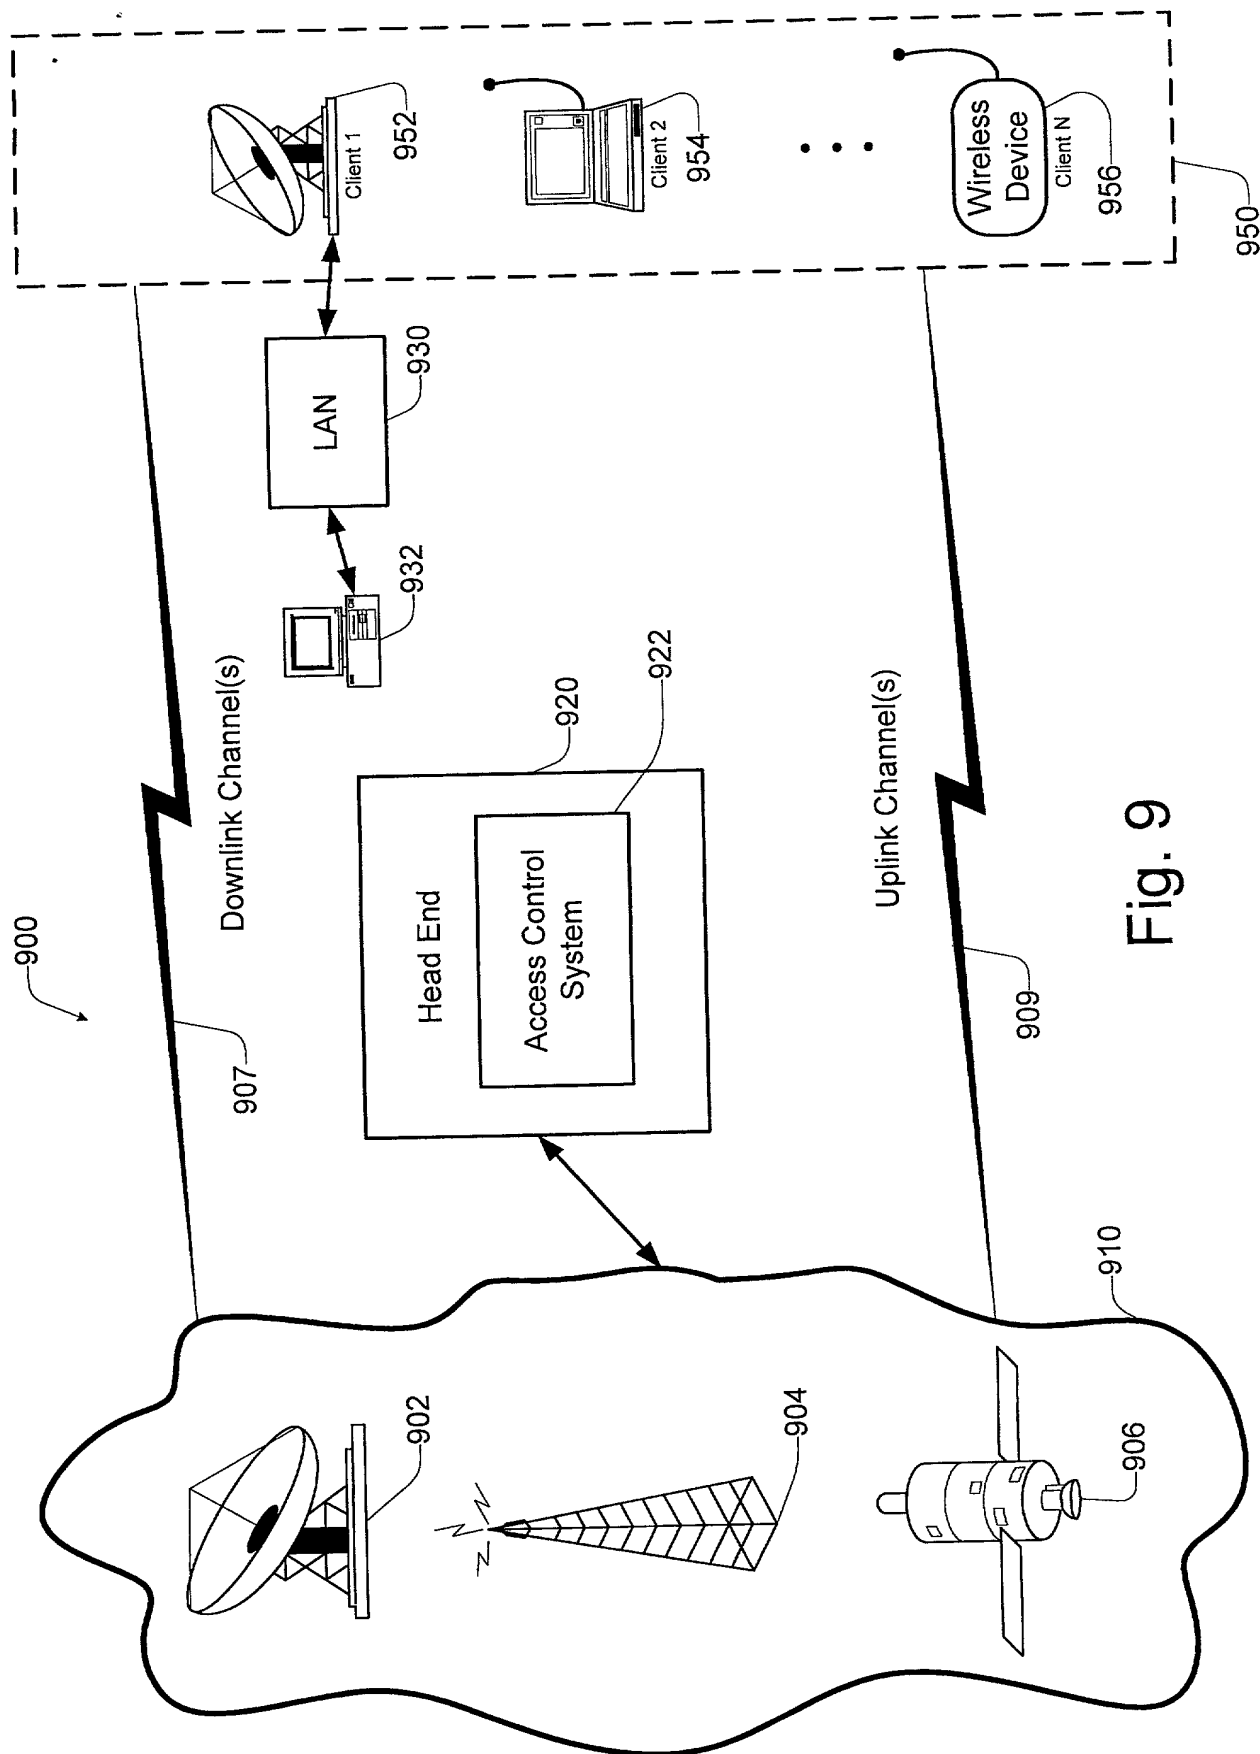 900
907
Downlink Channel(s)
902
904
906
910
Head End
Access Control
System
920
922
932
LAN
930
Client 1
952
Client 2
954
Wireless
Device
Client N
956
950
Uplink Channel(s)
909
Fig. 9